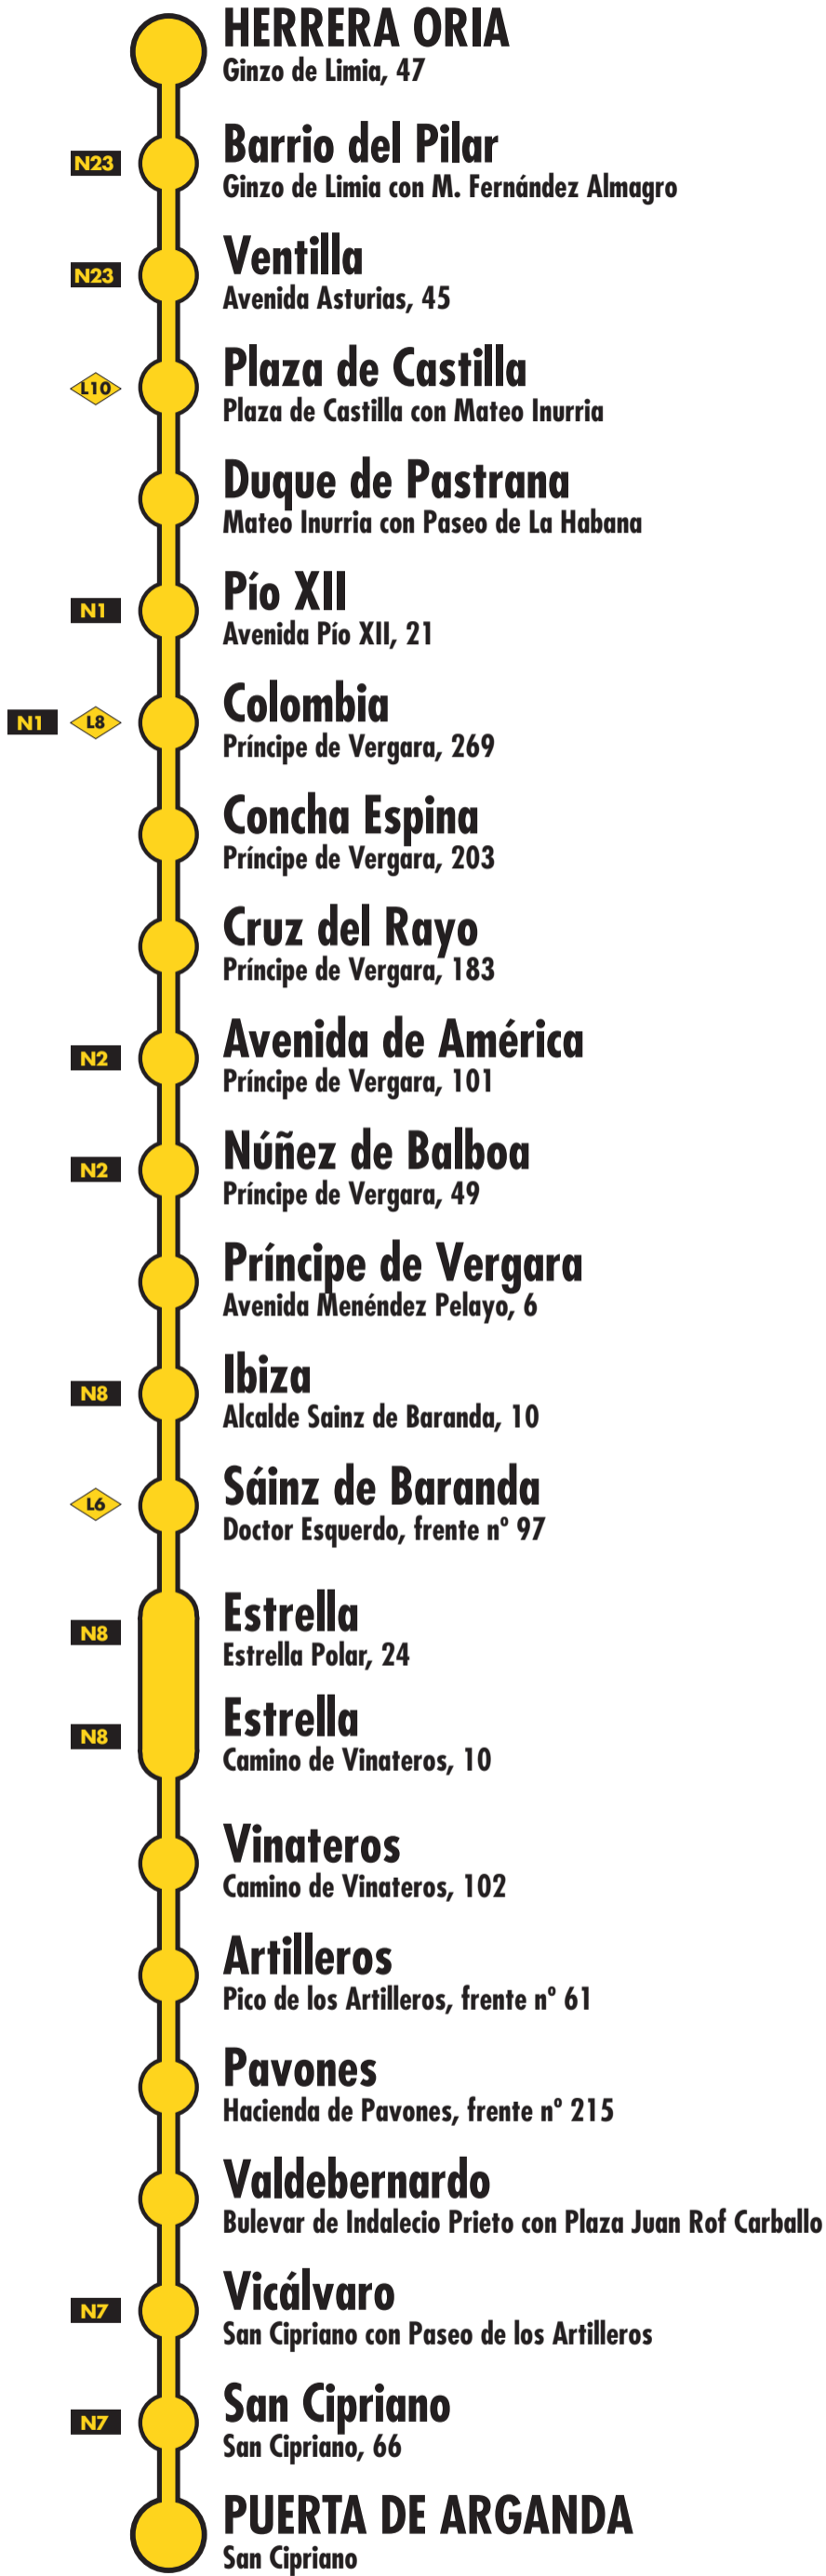 HERRERA ORIA
Ginzo de Limia, 47
N23
Barrio del Pilar
Ginzo de Limia con M. Fernández Almagro
N23
Ventilla
Avenida Asturias, 45
L10
Plaza de Castilla
Plaza de Castilla con Mateo Inurria
Duque de Pastrana
Mateo Inurria con Paseo de La Habana
N1
Pío XII
Avenida Pío XII, 21
N1
L8
Colombia
Príncipe de Vergara, 269
Concha Espina
Príncipe de Vergara, 203
Cruz del Rayo
Príncipe de Vergara, 183
N2
Avenida de América
Príncipe de Vergara, 101
N2
Núñez de Balboa
Príncipe de Vergara, 49
Príncipe de Vergara
Avenida Menéndez Pelayo, 6
N8
Ibiza
Alcalde Sainz de Baranda, 10
L6
Sáinz de Baranda
Doctor Esquerdo, frente nº 97
N8
Estrella
Estrella Polar, 24
N8
Estrella
Camino de Vinateros, 10
Vinateros
Camino de Vinateros, 102
Artilleros
Pico de los Artilleros, frente nº 61
Pavones
Hacienda de Pavones, frente nº 215
Valdebernardo
Bulevar de Indalecio Prieto con Plaza Juan Rof Carballo
N7
Vicálvaro
San Cipriano con Paseo de los Artilleros
N7
San Cipriano
San Cipriano, 66
PUERTA DE ARGANDA
San Cipriano